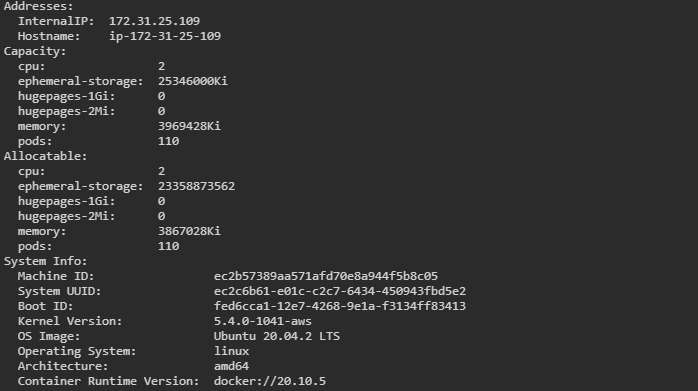 Addresses:
  InternalIP:  172.31.25.109
  Hostname:    ip-172-31-25-109
Capacity:
  cpu:                2
  ephemeral-storage:  25346000Ki
  hugepages-1Gi:      0
  hugepages-2Mi:      0
  memory:             3969428Ki
  pods:               110
Allocatable:
  cpu:                2
  ephemeral-storage:  23358873562
  hugepages-1Gi:      0
  hugepages-2Mi:      0
  memory:             3867028Ki
  pods:               110
System Info:
  Machine ID:                 ec2b57389aa571afd70e8a944f5b8c05
  System UUID:                ec2c6b61-e01c-c2c7-6434-450943fbd5e2
  Boot ID:                    fed6cca1-12e7-4268-9e1a-f3134ff83413
  Kernel Version:             5.4.0-1041-aws
  OS Image:                   Ubuntu 20.04.2 LTS
  Operating System:           linux
  Architecture:               amd64
  Container Runtime Version:  docker://20.10.5